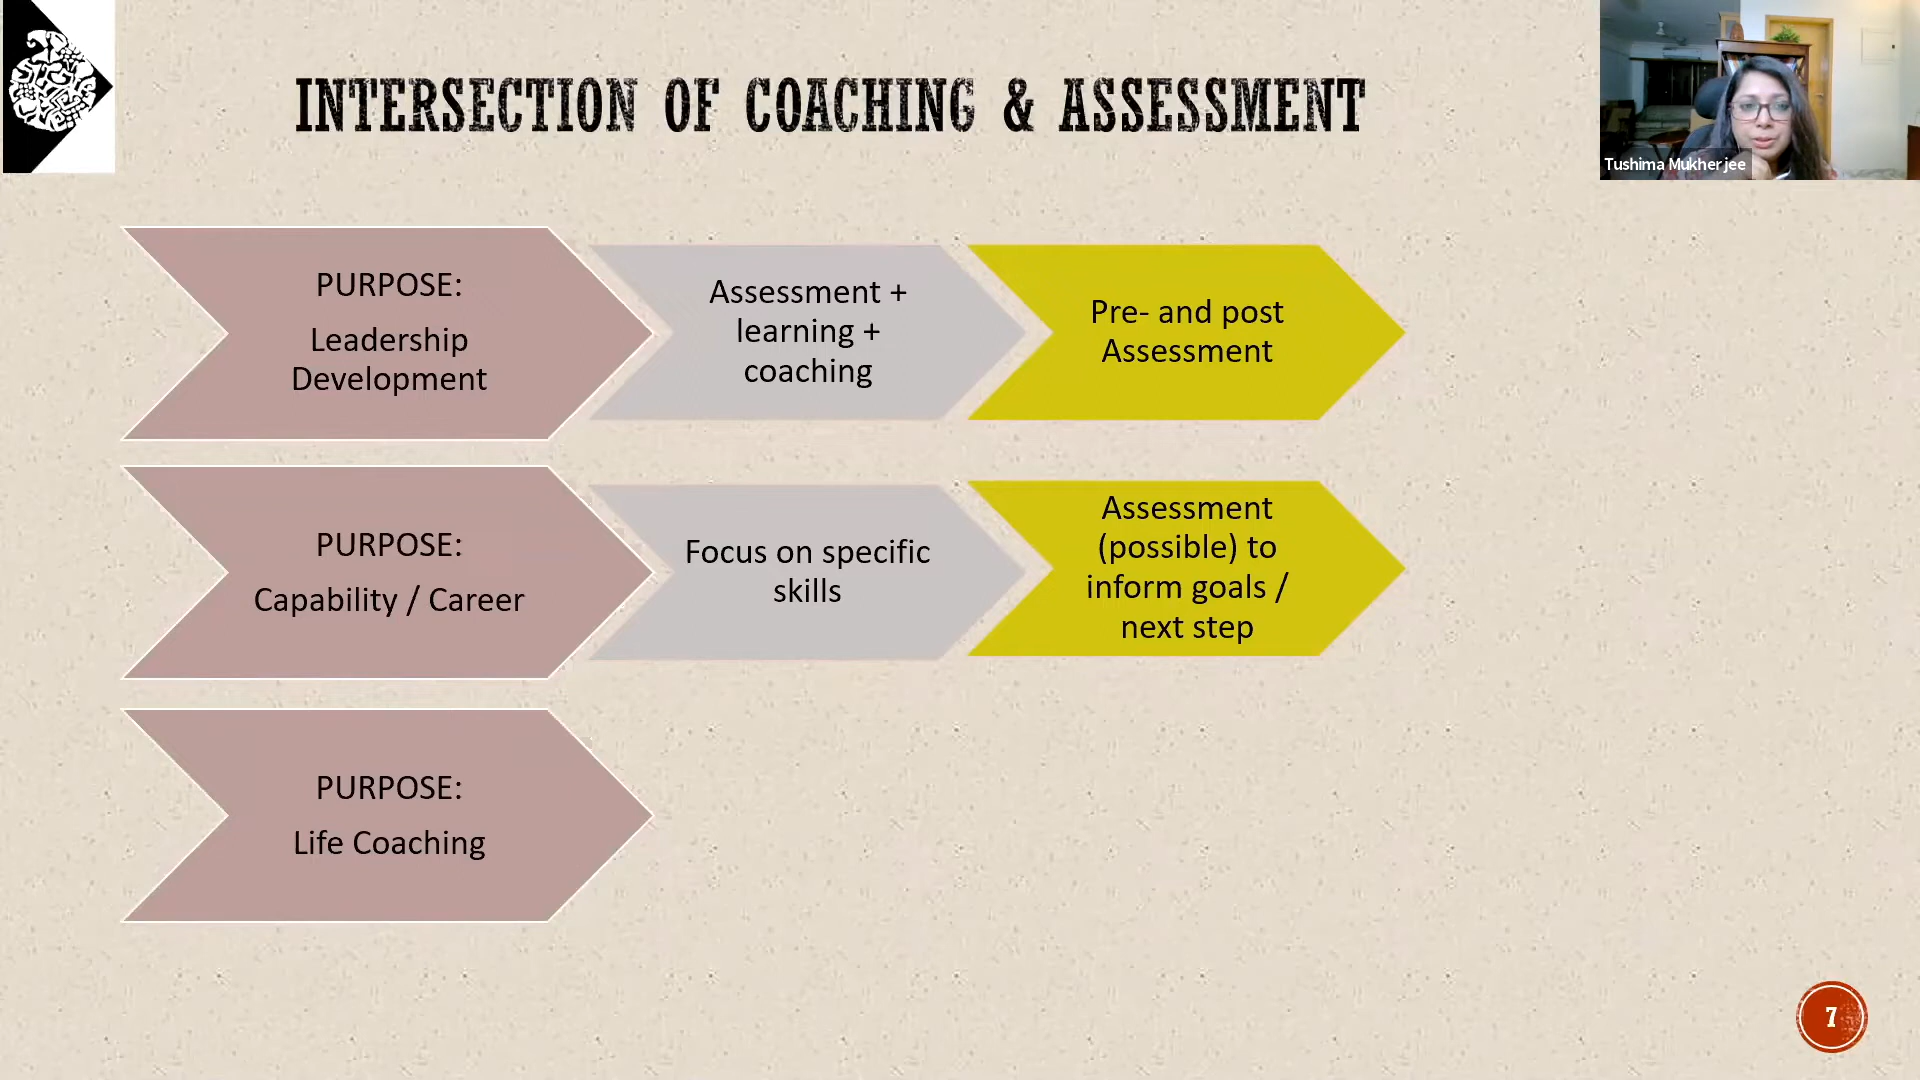 INTERSECTION OF COACHING & ASSESSMENT
Tushima Mukherjee
PURPOSE:
Leadership
Development
Assessment +
learning +
coaching
Pre- and post
Assessment
PURPOSE:
Capability / Career
Focus on specific
skills
Assessment
(possible) to
inform goals /
next step
PURPOSE:
Life Coaching
7